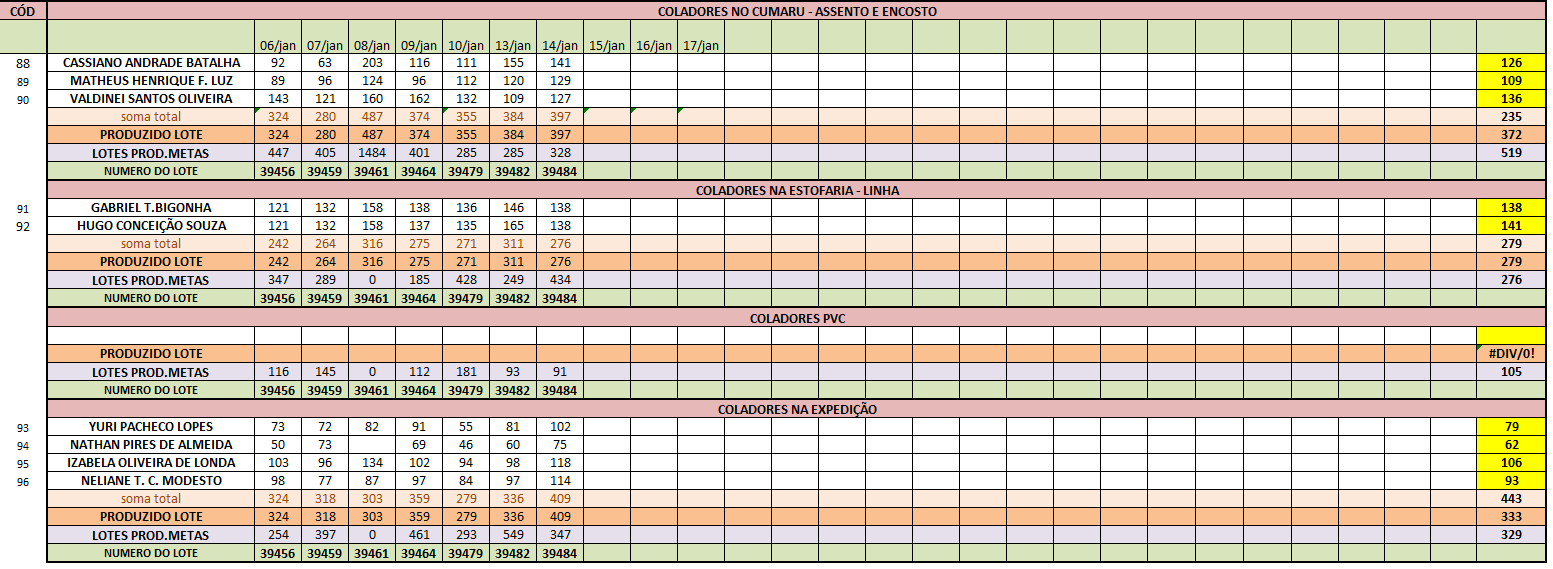 CÓD COLADORES NO CUMARU - ASSENTO E ENCOSTO
06/jan 07/jan 08/jan 09/jan 10/jan 13/jan 14/jan 15/jan 16/jan 17/jan
88 CASSIANO ANDRADE BATALHA 92 63 203 116 111 155 141 126
89 MATHEUS HENRIQUE F. LUZ 89 96 124 96 112 120 129 109
90 VALDINEI SANTOS OLIVEIRA 143 121 160 162 132 109 127 136
soma total 324 280 487 374 355 384 397 235
PRODUZIDO LOTE 324 280 487 374 355 384 397 372
LOTES PROD.METAS 447 405 1484 401 285 285 328 519
NUMERO DO LOTE 39456 39459 39461 39464 39479 39482 39484
COLADORES NA ESTOFARIA - LINHA
91 GABRIEL T.BIGONHA 121 132 158 138 136 146 138 138
92 HUGO CONCEIÇÃO SOUZA 121 132 158 137 135 165 138 141
soma total 242 264 316 275 271 311 276 279
PRODUZIDO LOTE 242 264 316 275 271 311 276 279
LOTES PROD.METAS 347 289 0 185 428 249 434 276
NUMERO DO LOTE 39456 39459 39461 39464 39479 39482 39484
COLADORES PVC
PRODUZIDO LOTE #DIV/0!
LOTES PROD.METAS 116 145 0 112 181 93 91 105
NUMERO DO LOTE 39456 39459 39461 39464 39479 39482 39484
COLADORES NA EXPEDIÇÃO
93 YURI PACHECO LOPES 73 72 82 91 55 81 102 79
94 NATHAN PIRES DE ALMEIDA 50 73 69 46 60 75 62
95 IZABELA OLIVEIRA DE LONDA 103 96 134 102 94 98 118 106
96 NELIANE T. C. MODESTO 98 77 87 97 84 97 114 93
soma total 324 318 303 359 279 336 409 443
PRODUZIDO LOTE 324 318 303 359 279 336 409 333
LOTES PROD.METAS 254 397 0 461 293 549 347 329
NUMERO DO LOTE 39456 39459 39461 39464 39479 39482 39484